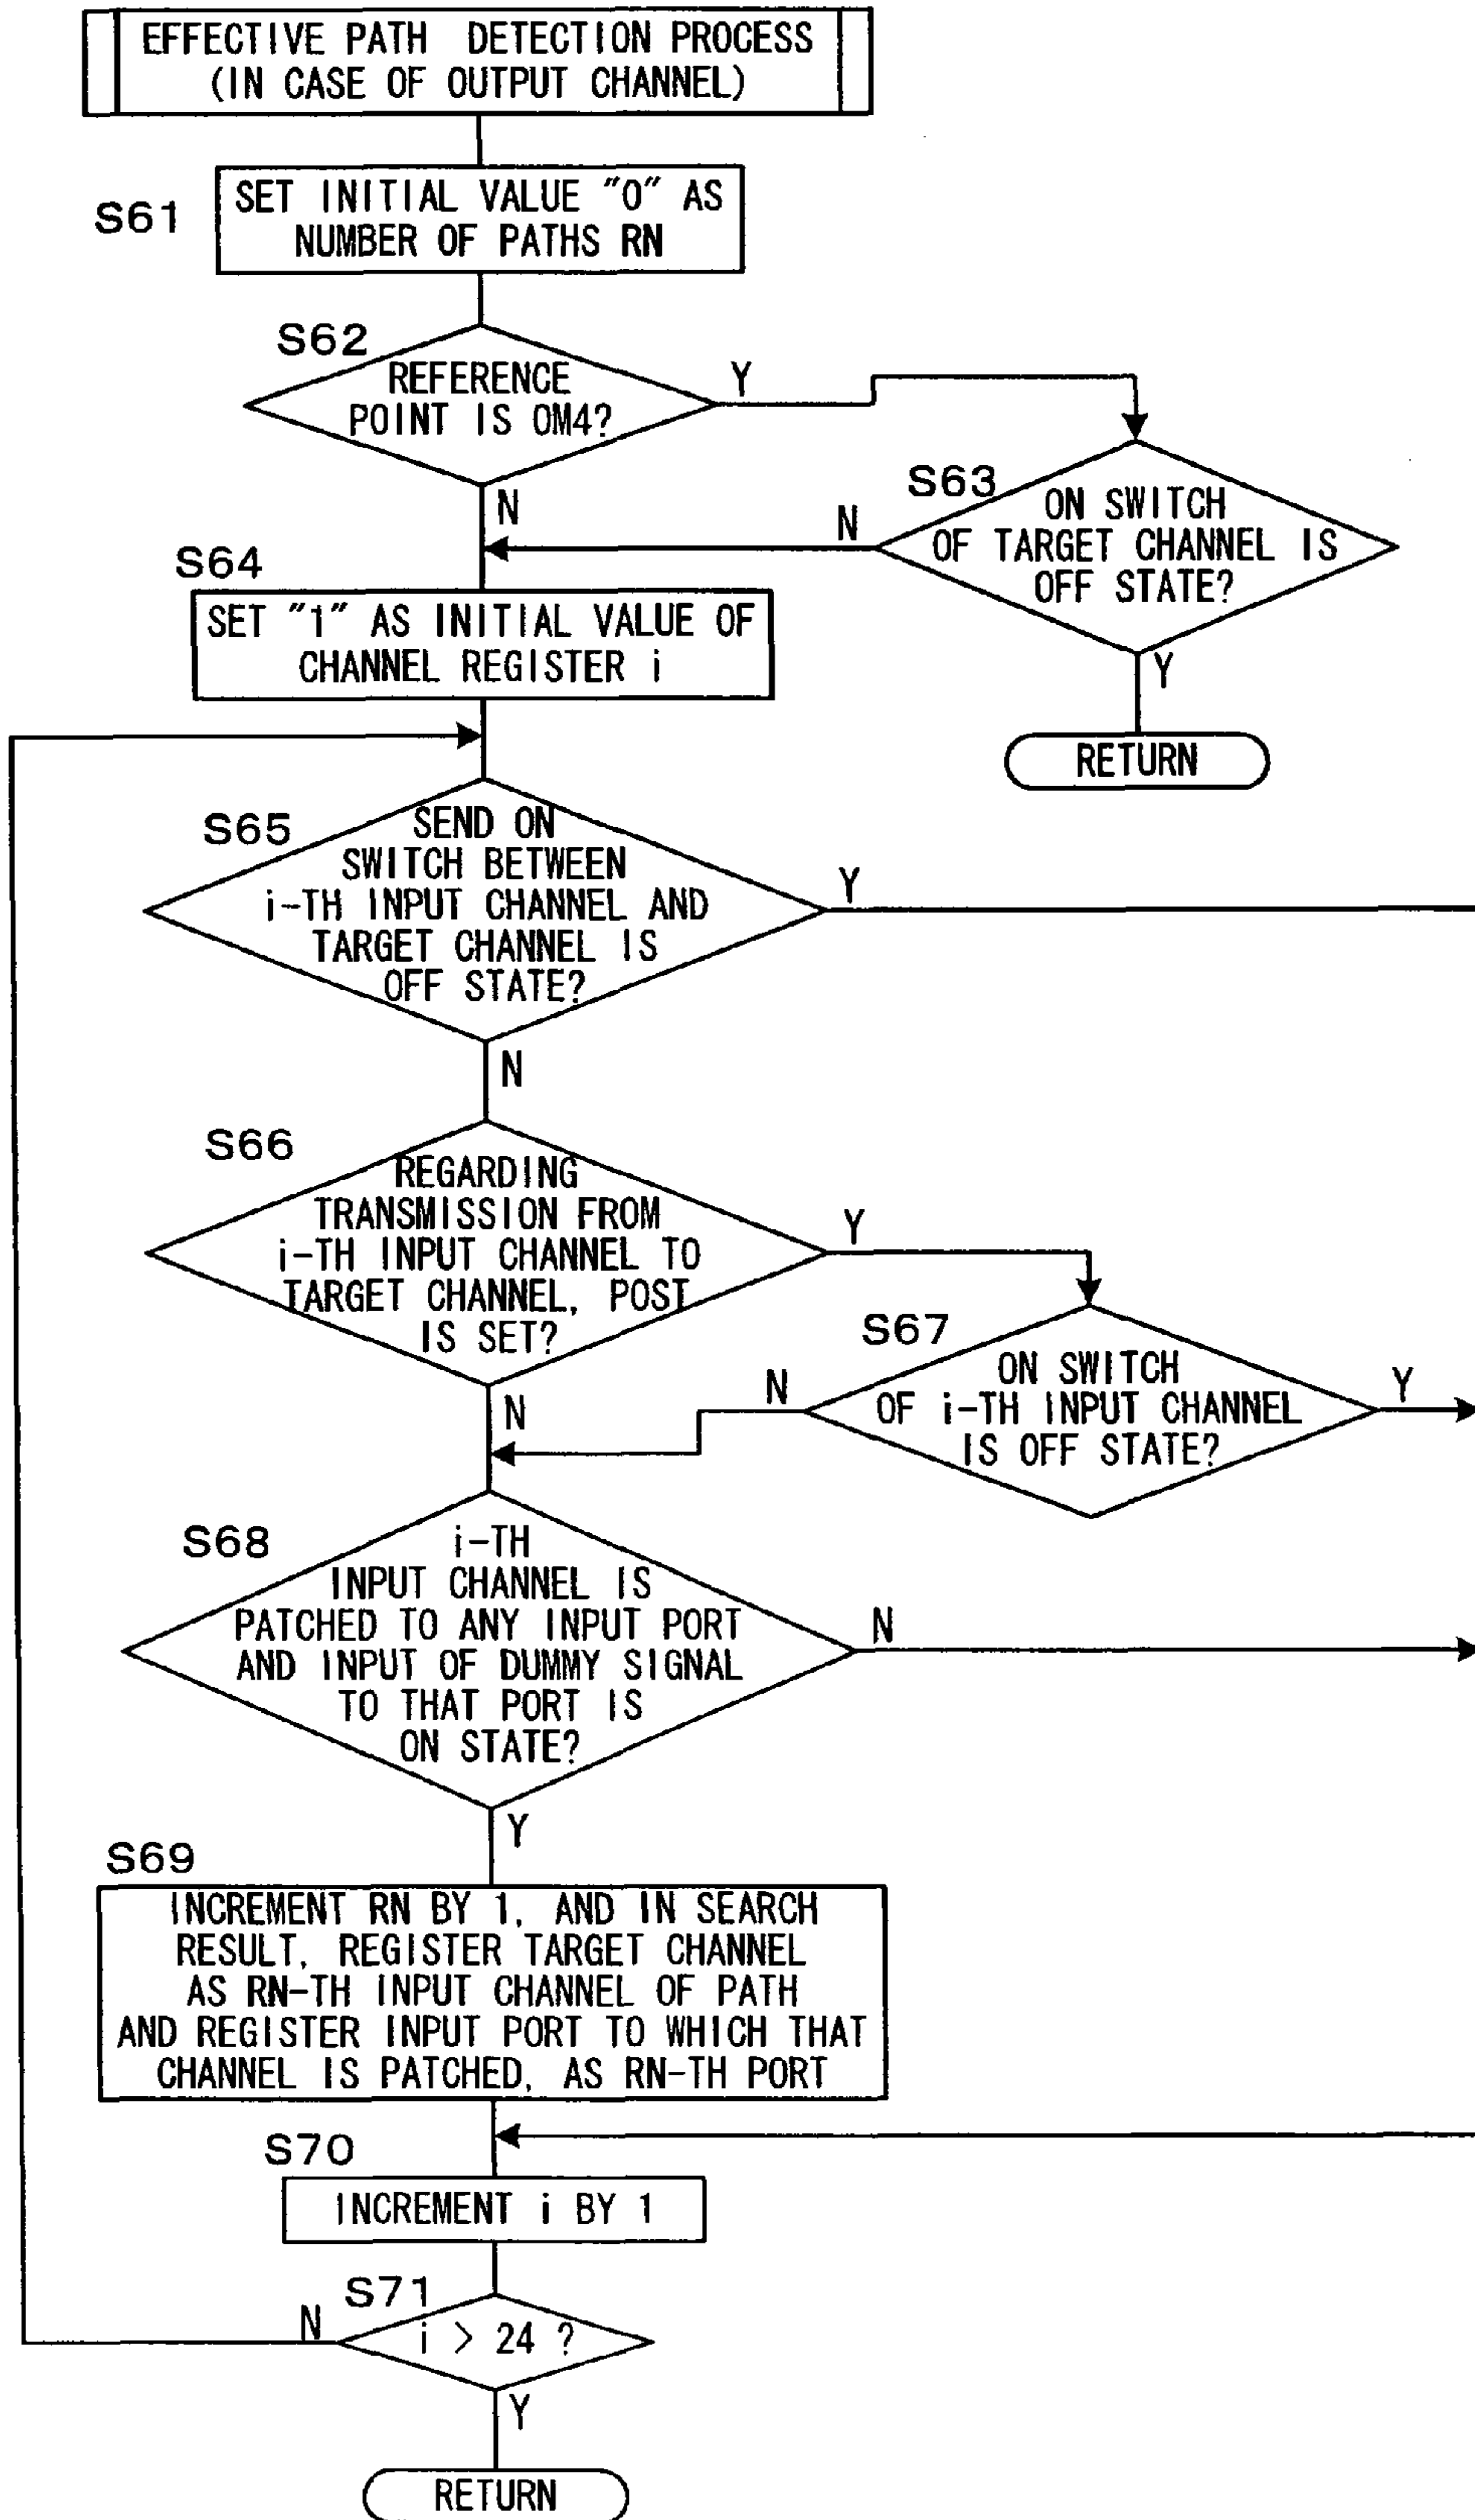 EFFECTIVE PATH DETECTION PROCESS
(IN CASE OF OUTPUT CHANNEL)
S61
SET INITIAL VALUE "0" AS
NUMBER OF PATHS RN
S62
REFERENCE
POINT IS OM4?
Y
N
S63
ON SWITCH
OF TARGET CHANNEL IS
OFF STATE?
N
Y
RETURN
S64
SET "1" AS INITIAL VALUE OF
CHANNEL REGISTER i
S65
SEND ON
SWITCH BETWEEN
i-TH INPUT CHANNEL AND
TARGET CHANNEL IS
OFF STATE?
Y
N
S66
REGARDING
TRANSMISSION FROM
i-TH INPUT CHANNEL TO
TARGET CHANNEL, POST
IS SET?
Y
N
S67
ON SWITCH
OF i-TH INPUT CHANNEL
IS OFF STATE?
N
Y
S68
i-TH
INPUT CHANNEL IS
PATCHED TO ANY INPUT PORT
AND INPUT OF DUMMY SIGNAL
TO THAT PORT IS
ON STATE?
N
Y
S69
INCREMENT RN BY 1, AND IN SEARCH
RESULT, REGISTER TARGET CHANNEL
AS RN-TH INPUT CHANNEL OF PATH
AND REGISTER INPUT PORT TO WHICH THAT
CHANNEL IS PATCHED, AS RN-TH PORT
S70
INCREMENT i BY 1
S71
i > 24 ?
N
Y
RETURN